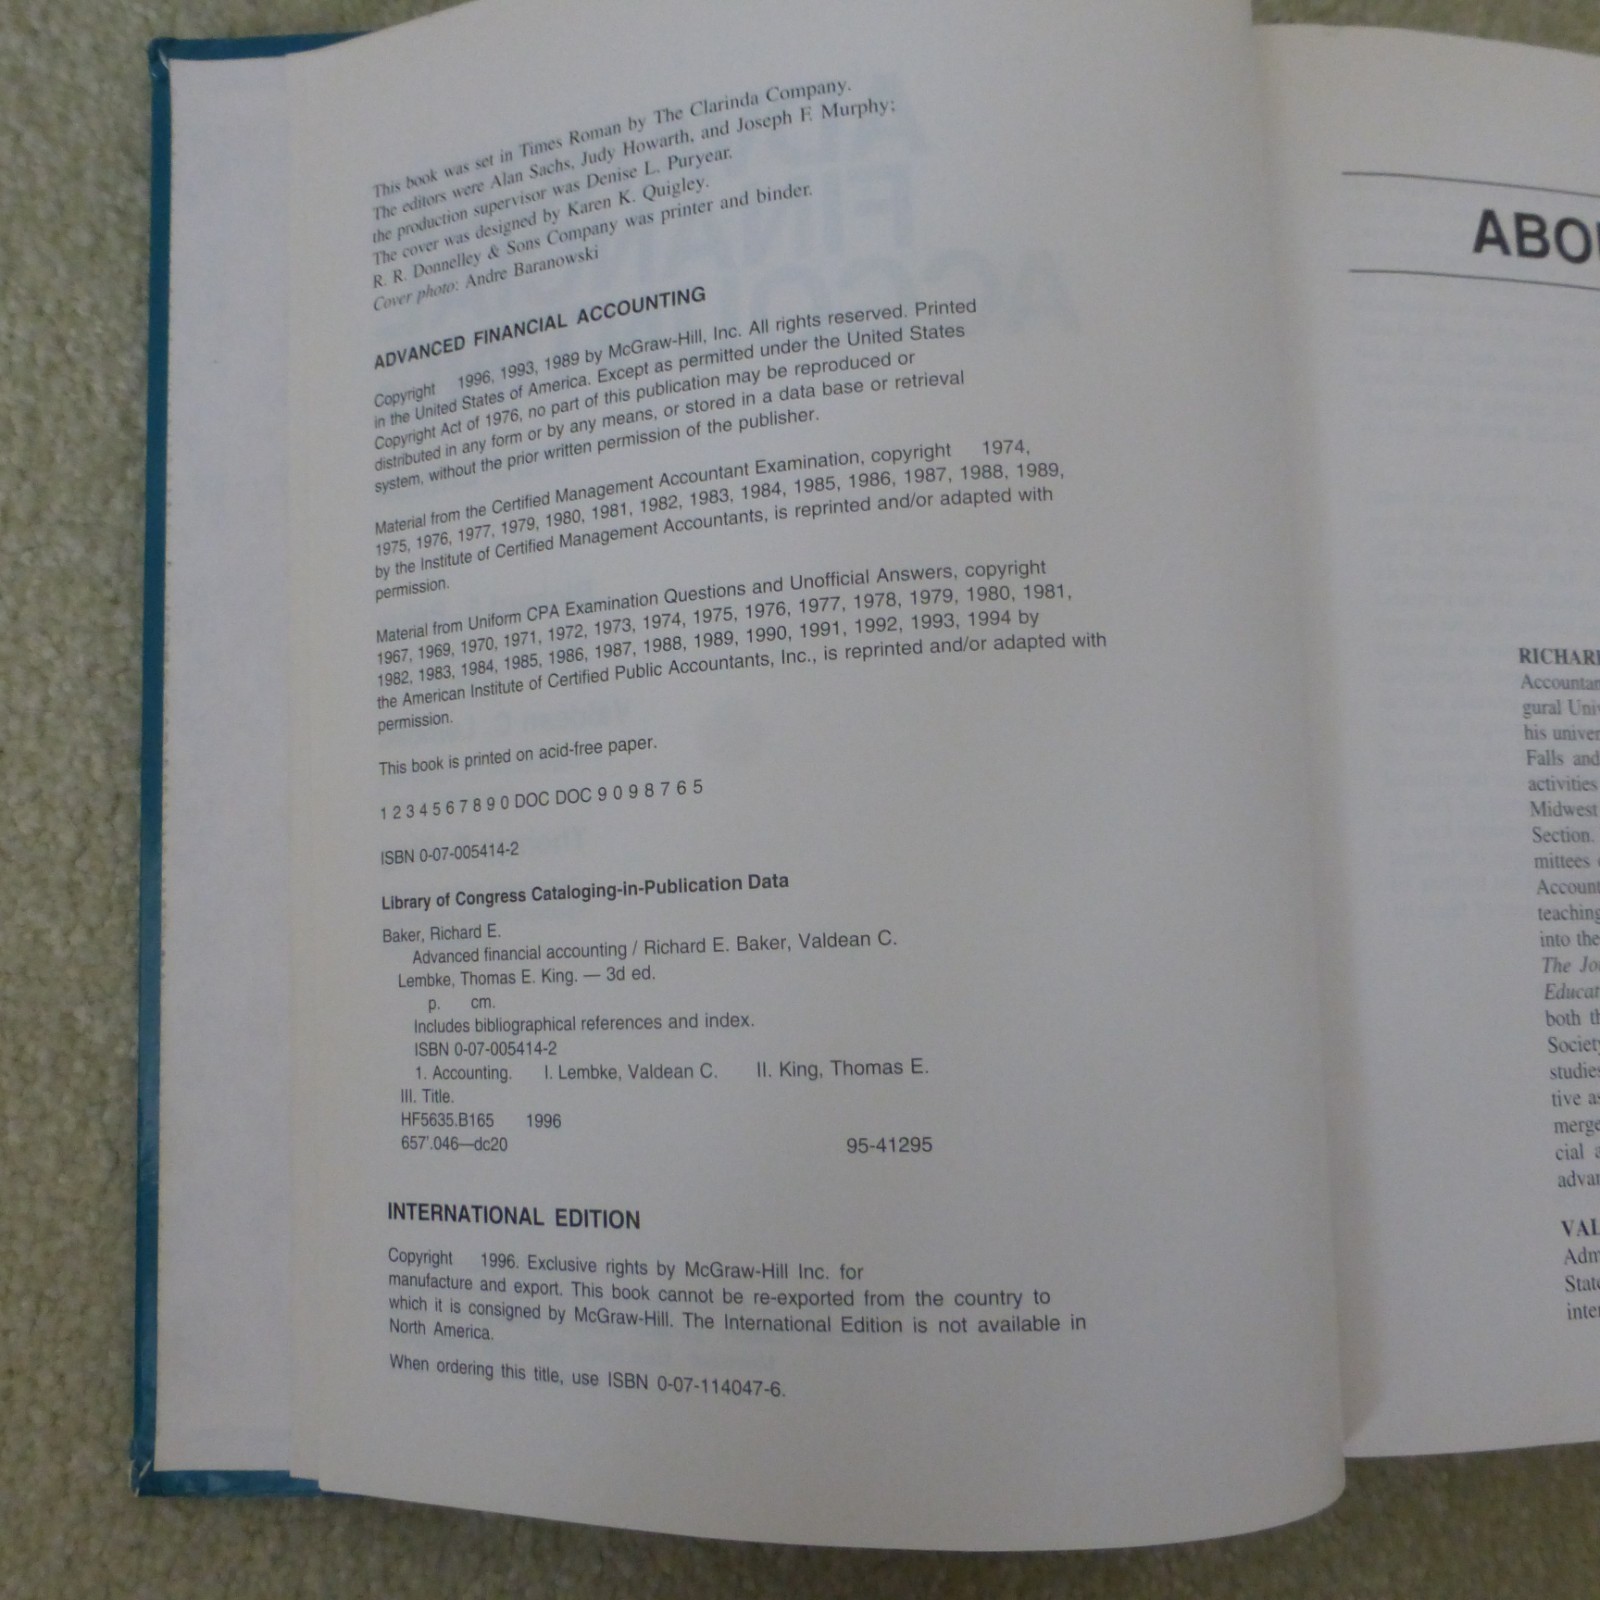 This book was set in Times Roman by The Clarinda Company.
The editors were Alan Sachs, Judy Howarth, and Joseph F. Murphy;
the production supervisor was Denise L. Puryear.
The cover was designed by Karen K. Quigley.
R. R. Donnelley & Sons Company was printer and binder.
Cover photo: Andre Baranowski
ADVANCED FINANCIAL ACCOUNTING
Copyright 1996, 1993, 1989 by McGraw-Hill, Inc. All rights reserved. Printed
in the United States of America. Except as permitted under the United States
Copyright Act of 1976, no part of this publication may be reproduced or
distributed in any form or by any means, or stored in a data base or retrieval
system, without the prior written permission of the publisher.
Material from the Certified Management Accountant Examination, copyright 1974,
1975, 1976, 1977, 1979, 1980, 1981, 1982, 1983, 1984, 1985, 1986, 1987, 1988, 1989,
by the Institute of Certified Management Accountants, is reprinted and/or adapted with
permission.
Material from Uniform CPA Examination Questions and Unofficial Answers, copyright
1967, 1969, 1970, 1971, 1972, 1973, 1974, 1975, 1976, 1977, 1978, 1979, 1980, 1981,
1982, 1983, 1984, 1985, 1986, 1987, 1988, 1989, 1990, 1991, 1992, 1993, 1994 by
the American Institute of Certified Public Accountants, Inc., is reprinted and/or adapted with
permission.
This book is printed on acid-free paper.
1 2 3 4 5 6 7 8 9 0 DOC DOC 9 0 9 8 7 6 5
ISBN 0-07-005414-2
Library of Congress Cataloging-in-Publication Data
Baker, Richard E.
Advanced financial accounting / Richard E. Baker, Valdean C.
Lembke, Thomas E. King. — 3d ed.
p. cm.
Includes bibliographical references and index.
ISBN 0-07-005414-2
1. Accounting. I. Lembke, Valdean C. II. King, Thomas E.
III. Title.
HF5635.B165 1996
657'.046—dc20 95-41295
INTERNATIONAL EDITION
Copyright 1996. Exclusive rights by McGraw-Hill Inc. for
manufacture and export. This book cannot be re-exported from the country to
which it is consigned by McGraw-Hill. The International Edition is not available in
North America.
When ordering this title, use ISBN 0-07-114047-6.
ABO
RICHAR
Accountan
gural Univ
his univer
Falls and
activities
Midwest
Section.
mittees
Account
teaching
into the
The Jo
Educat
both th
Society
studies
tive as
merge
cial a
advan
VAL
Adm
State
inter